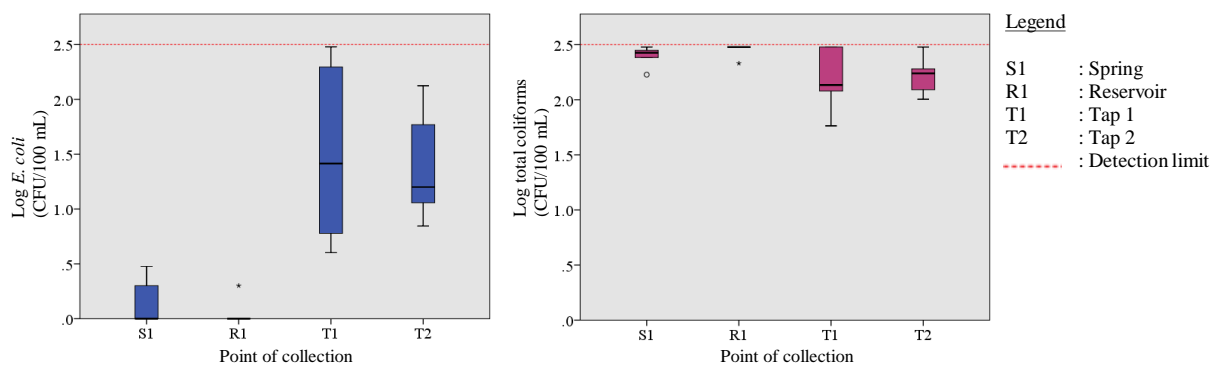 Log E. coli
(CFU/100 mL)
2.5
2.0
1.5
1.0
.5
.0
S1
R1
T1
T2
Point of collection
Log total coliforms
(CFU/100 mL)
2.5
2.0
1.5
1.0
.5
.0
S1
R1
T1
T2
Point of collection
Legend
S1 : Spring
R1 : Reservoir
T1 : Tap 1
T2 : Tap 2
: Detection limit